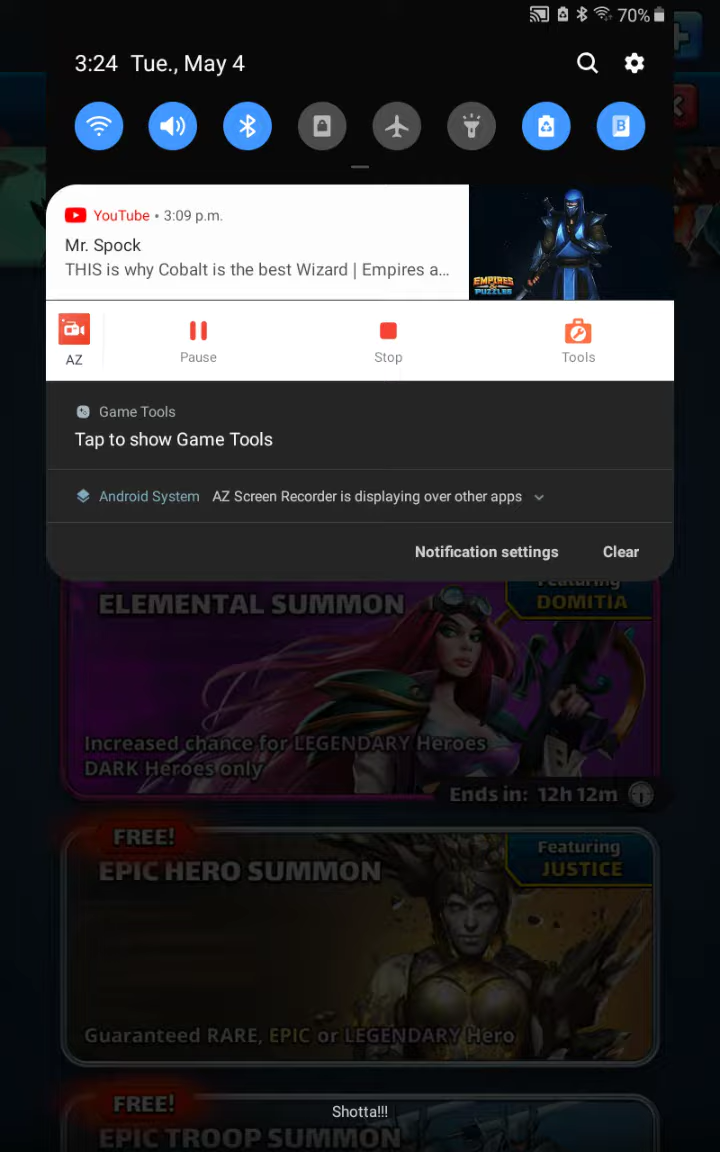 70%
3:24 Tue., May 4
B
YouTube • 3:09 p.m.
Mr. Spock
THIS is why Cobalt is the best Wizard | Empires a...
EMPIRES & PUZZLES
AZ
Pause
Stop
Tools
Game Tools
Tap to show Game Tools
Android System AZ Screen Recorder is displaying over other apps
Notification settings
Clear
Featuring
ELEMENTAL SUMMON
DOMITIA
Increased chance for LEGENDARY Heroes
DARK Heroes only
Ends in: 12h 12m
FREE!
Featuring
EPIC HERO SUMMON
JUSTICE
Guaranteed RARE, EPIC or LEGENDARY Hero
FREE!
Shotta!!!
EPIC TROOP SUMMON